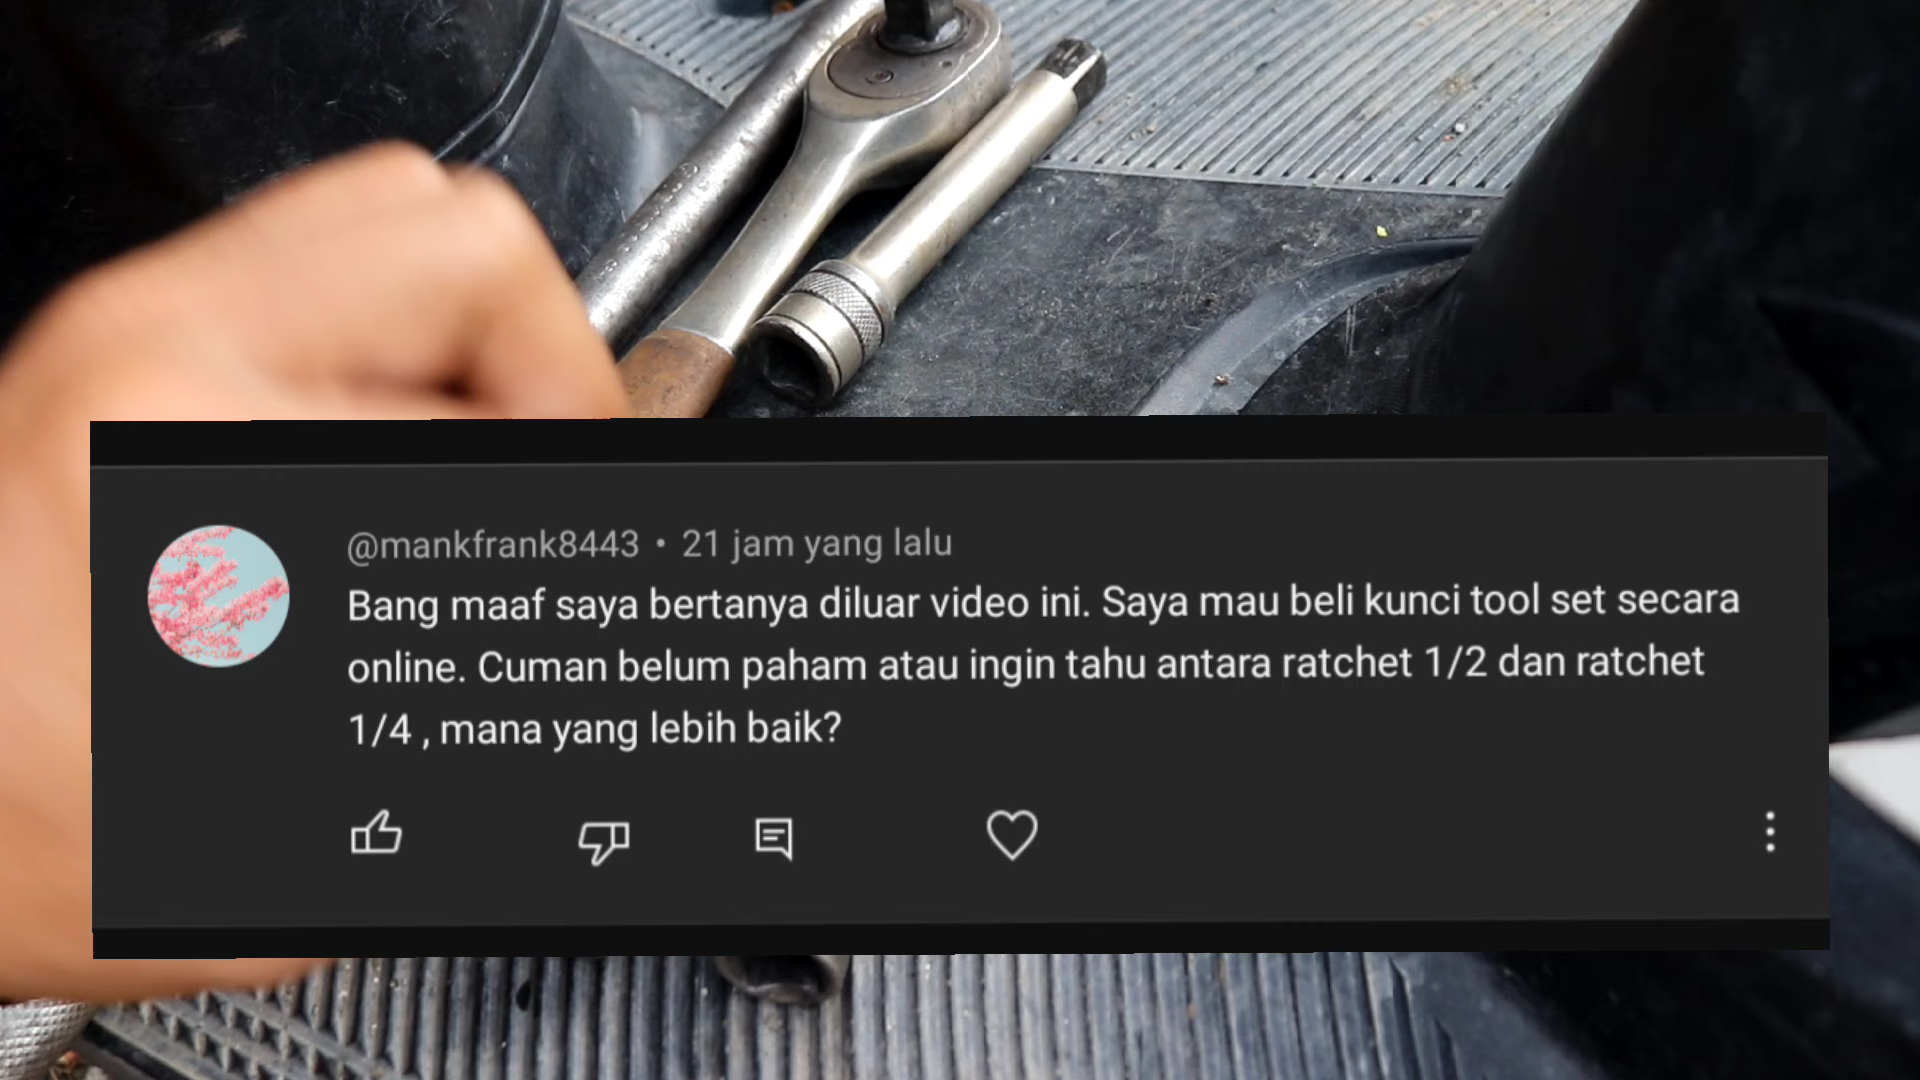 @mankfrank8443 • 21 jam yang lalu
Bang maaf saya bertanya diluar video ini. Saya mau beli kunci tool set secara
online. Cuman belum paham atau ingin tahu antara ratchet 1/2 dan ratchet
1/4 , mana yang lebih baik?